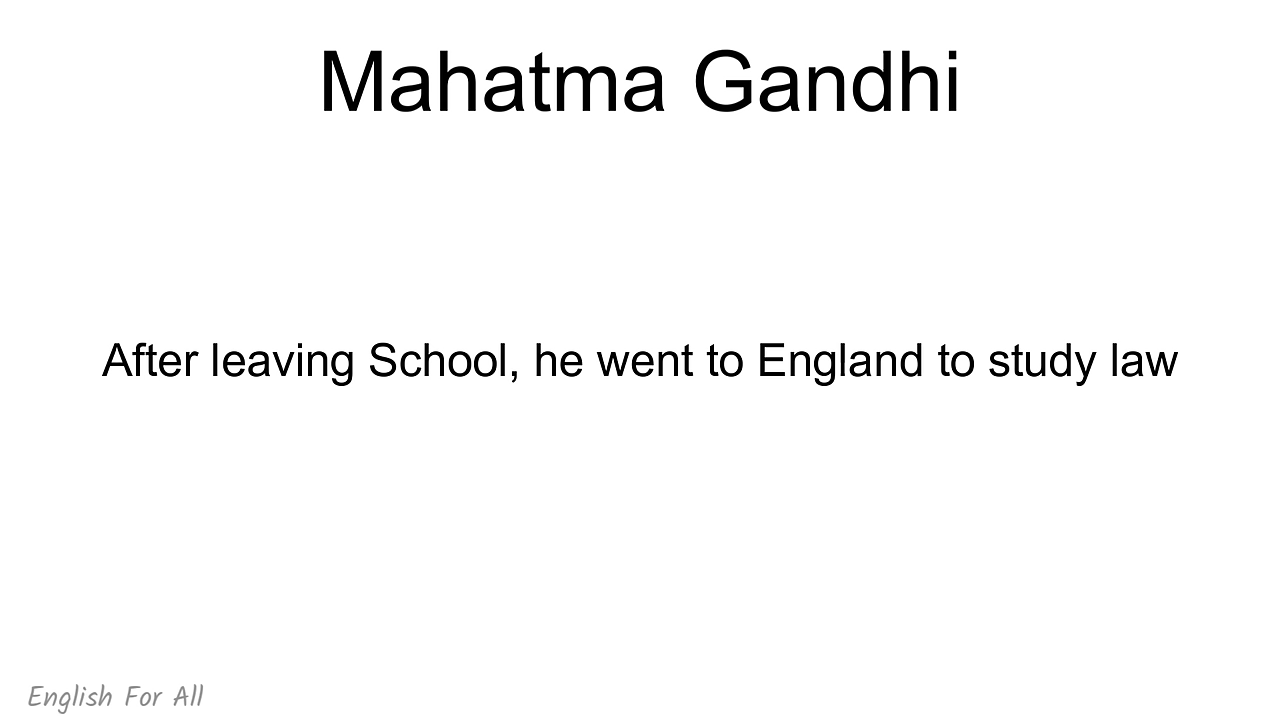 Mahatma Gandhi
After leaving School, he went to England to study law
English For All